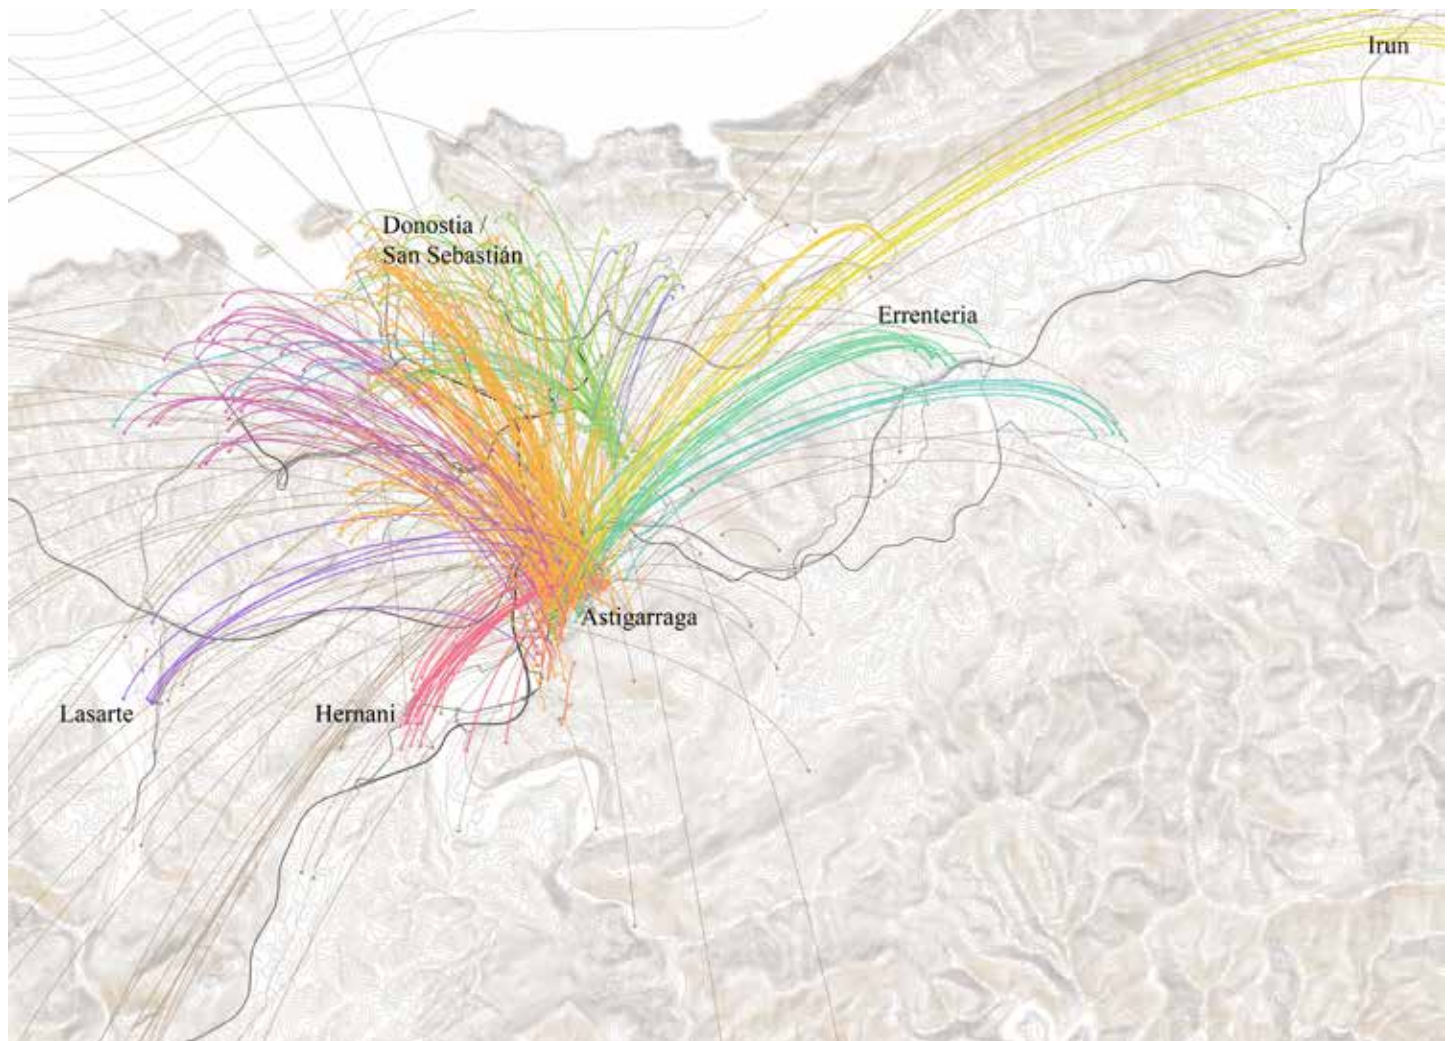 Irun
Donostia /
San Sebastián
Errenteria
Astigarraga
Lasarte
Hernani